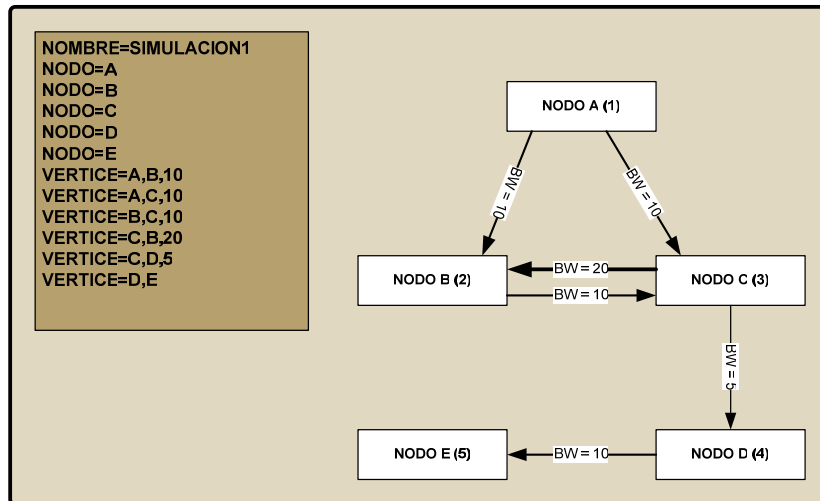 NOMBRE=SIMULACION1
NODO=A
NODO=B
NODO=C
NODO=D
NODO=E
VERTICE=A,B,10
VERTICE=A,C,10
VERTICE=B,C,10
VERTICE=C,B,20
VERTICE=C,D,5
VERTICE=D,E
NODO A (1)
BW = 10
BW = 10
NODO B (2)
BW = 20
BW = 10
NODO C (3)
BW = 5
NODO E (5)
BW = 10
NODO D (4)